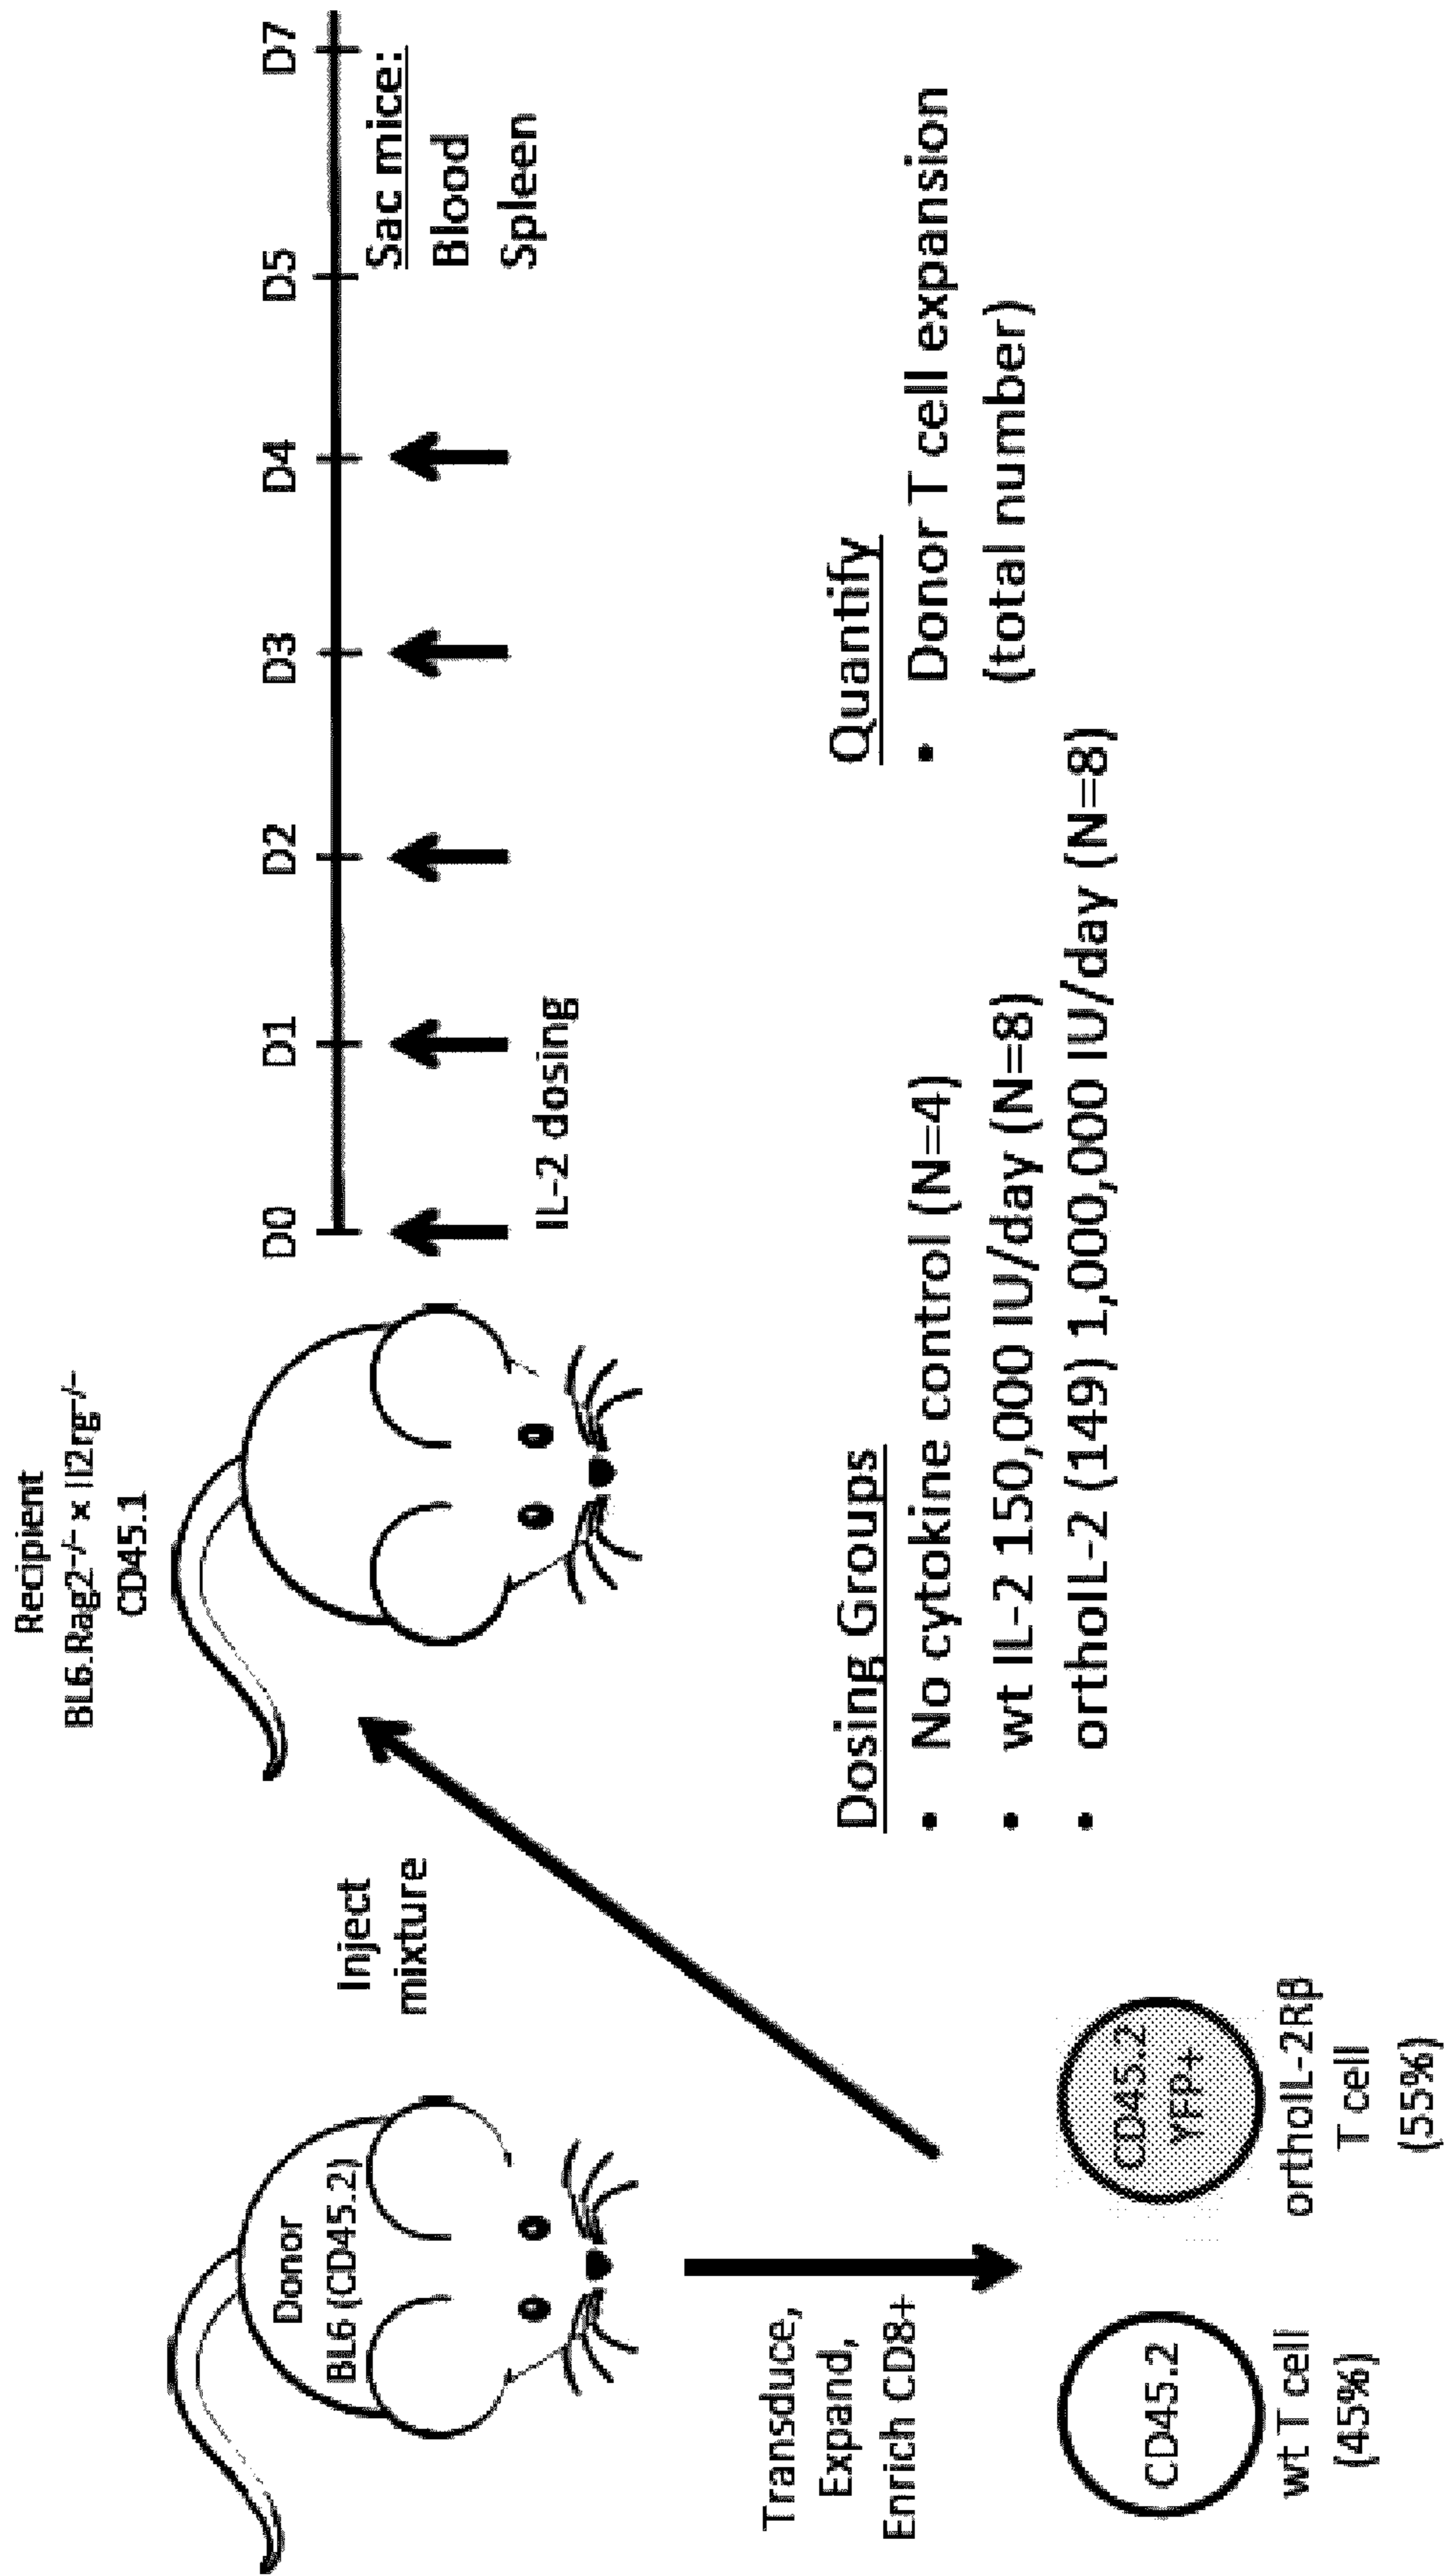 Recipient
BL6.Rag2-/- x Il2rg-/-
CD45.1
Donor
BL6 (CD45.2)
Inject
mixture
D0 D1 D2 D3 D4 D5 D7
IL-2 dosing
Sac mice:
Blood
Spleen
Transduce,
Expand,
Enrich CD8+
CD45.2
wt T cell
(45%)
CD45.2
YFP+
orthoIL-2Rβ
T cell
(55%)
Dosing Groups
• No cytokine control (N=4)
• wt IL-2 150,000 IU/day (N=8)
• orthoIL-2 (149) 1,000,000 IU/day (N=8)
Quantify
• Donor T cell expansion
(total number)